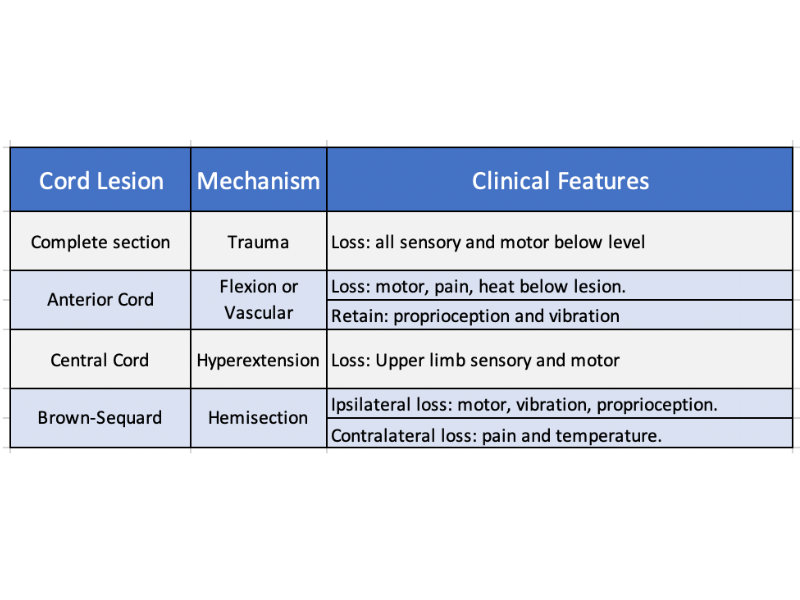 Cord Lesion Mechanism Clinical Features
Complete section Trauma Loss: all sensory and motor below level
Anterior Cord Flexion or Vascular Loss: motor, pain, heat below lesion.
Retain: proprioception and vibration
Central Cord Hyperextension Loss: Upper limb sensory and motor
Brown-Sequard Hemisection Ipsilateral loss: motor, vibration, proprioception.
Contralateral loss: pain and temperature.